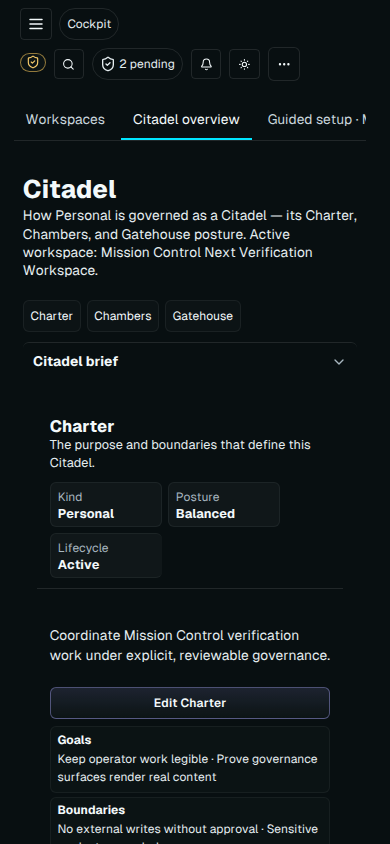 Cockpit
2 pending
Workspaces
Citadel overview
Guided setup ·
Citadel
How Personal is governed as a Citadel — its Charter,
Chambers, and Gatehouse posture. Active
workspace: Mission Control Next Verification
Workspace.
Charter
Chambers
Gatehouse
Citadel brief
Charter
The purpose and boundaries that define this
Citadel.
Kind
Personal
Posture
Balanced
Lifecycle
Active
Coordinate Mission Control verification
work under explicit, reviewable governance.
Edit Charter
Goals
Keep operator work legible · Prove governance
surfaces render real content
Boundaries
No external writes without approval · Sensitive